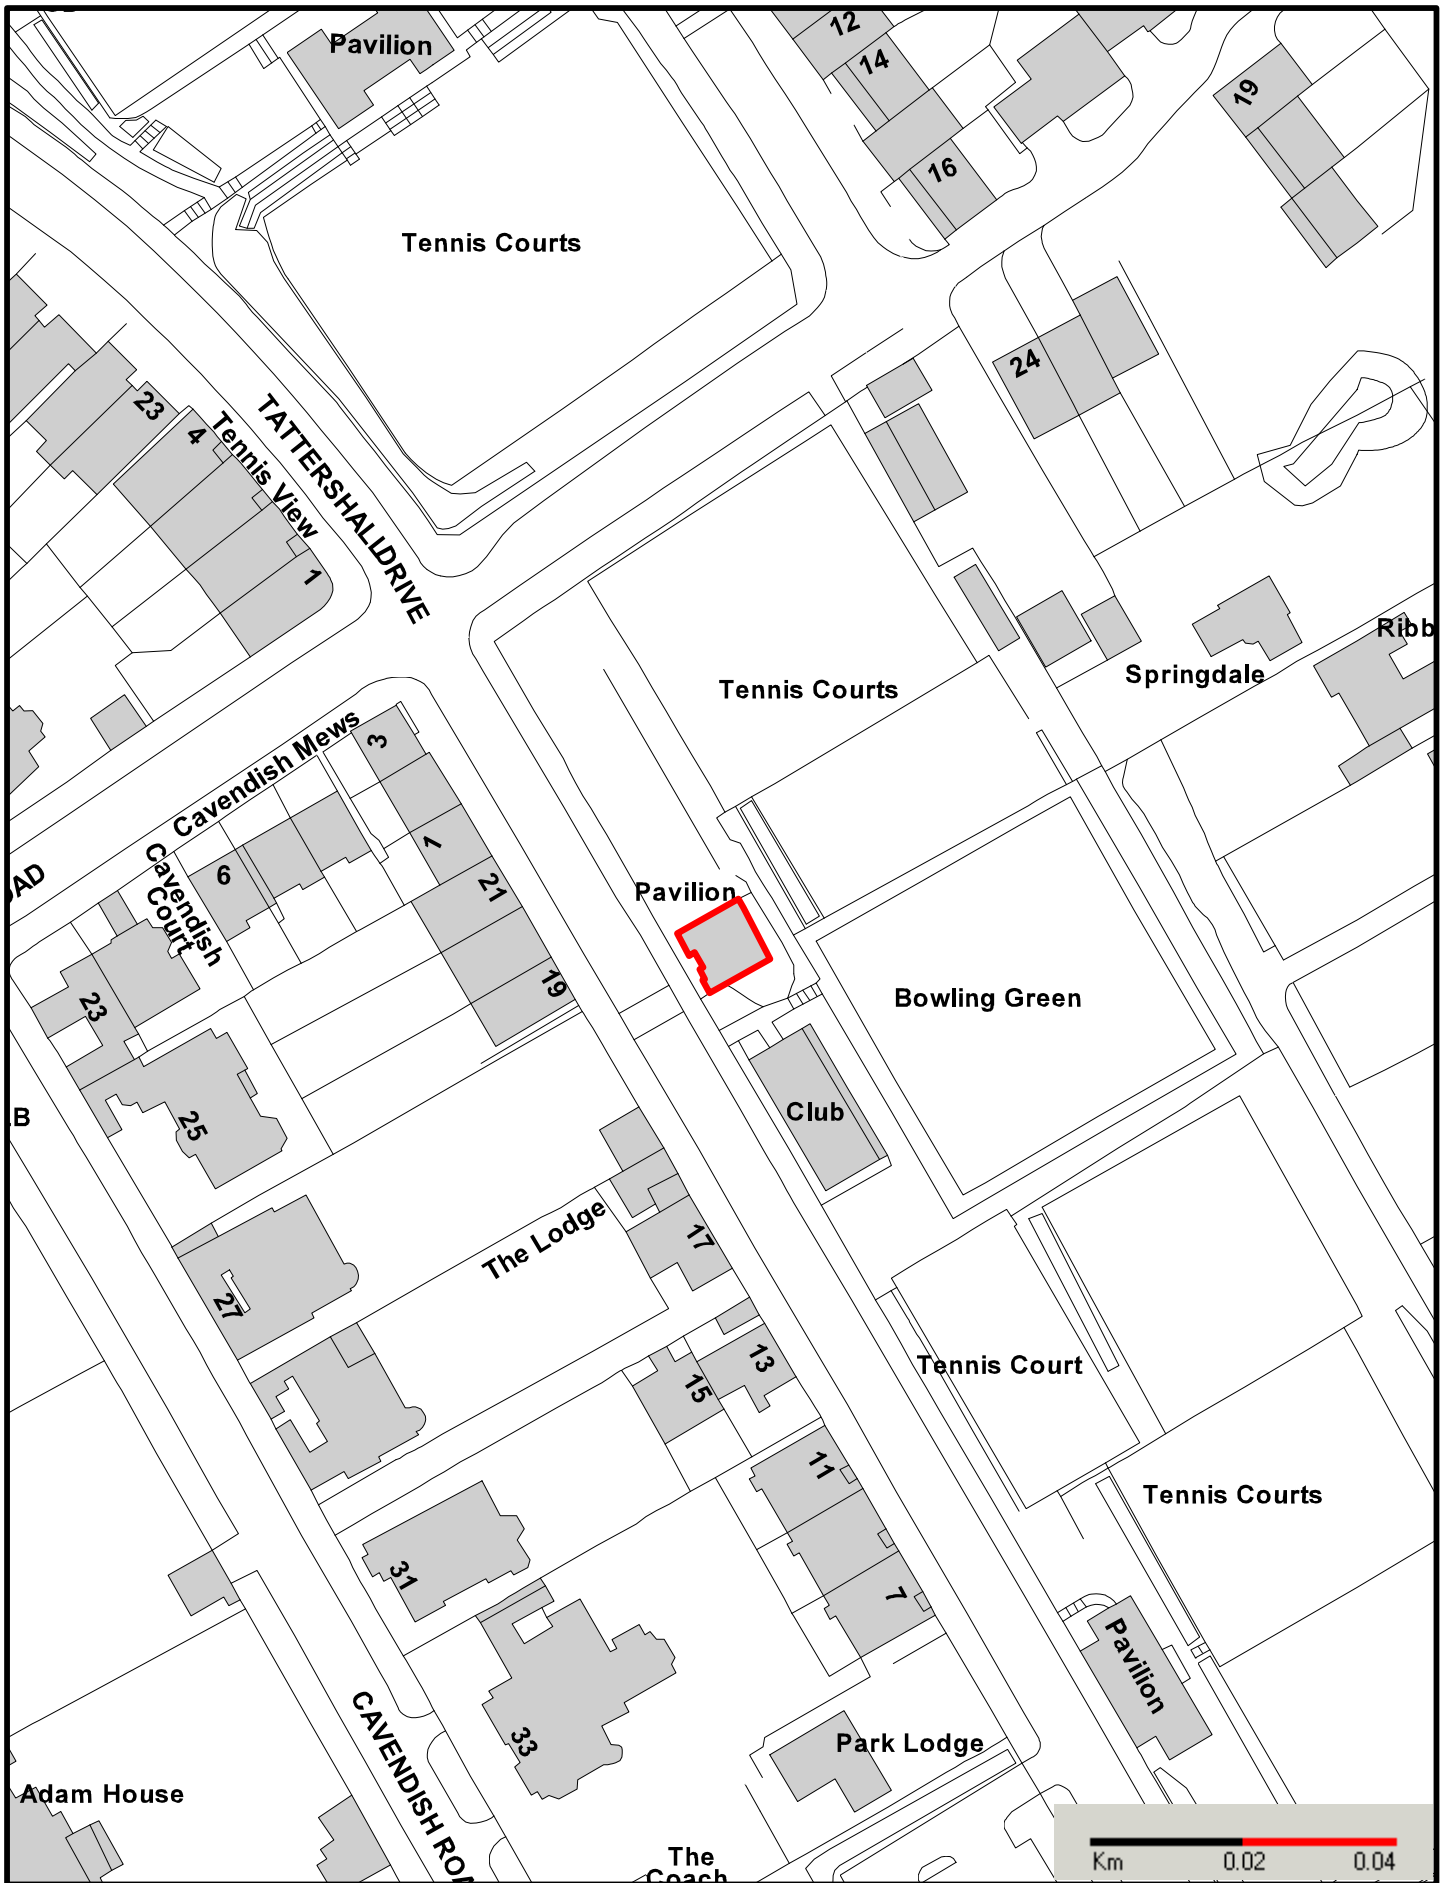 Pavilion
12
14
16
19
Tennis Courts
24
23
4
Tennis View
1
TATTERSHALL DRIVE
Tennis Courts
Springdale
Ribb
Cavendish Mews
3
1
21
19
6
Cavendish
Court
OAD
23
25
Pavilion
Bowling Green
Club
.B
The Lodge
17
27
13
15
Tennis Court
11
Tennis Courts
31
7
Pavilion
33
Park Lodge
CAVENDISH ROA
Adam House
The
Coach
Km 0.02 0.04